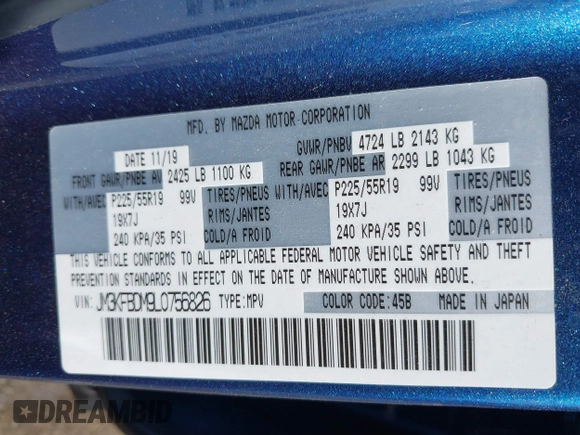 MFD. BY MAZDA MOTOR CORPORATION
DATE 11/19 GVWR/PNBV 4724 LB 2143 KG
FRONT GAWR/PNBE AV 2425 LB 1100 KG REAR GAWR/PNBE AR 2299 LB 1043 KG
WITH/AVEC P225/55R19 99V TIRES/PNEUS WITH/AVEC P225/55R19 99V TIRES/PNEUS
19X7J RIMS/JANTES 19X7J RIMS/JANTES
240 KPA/35 PSI COLD/A FROID 240 KPA/35 PSI COLD/A FROID
THIS VEHICLE CONFORMS TO ALL APPLICABLE FEDERAL MOTOR VEHICLE SAFETY AND THEFT
PREVENTION STANDARDS IN EFFECT ON THE DATE OF MANUFACTURE SHOWN ABOVE.
VIN: JM3KFBDM9L0756826 TYPE: MPV COLOR CODE: 45B MADE IN JAPAN
DREAMBID